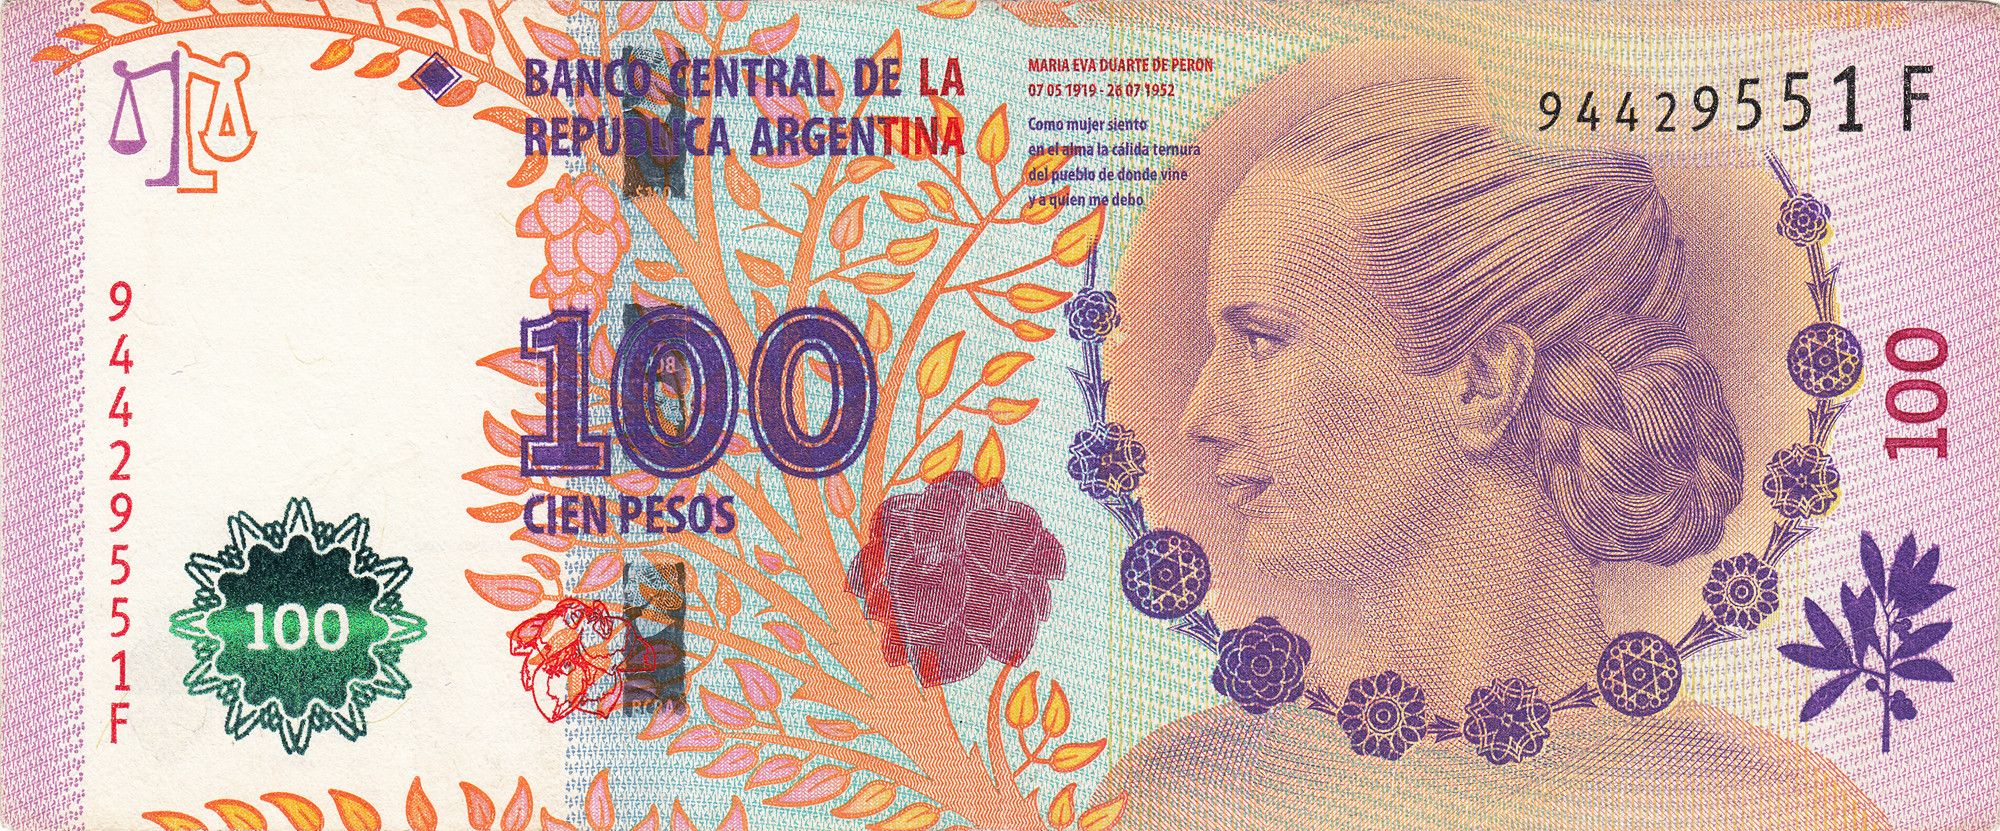 BANCO CENTRAL DE LA
REPUBLICA ARGENTINA
MARIA EVA DUARTE DE PERON
07 05 1919 - 26 07 1952
Como mujer siento
en el alma la cálida ternura
del pueblo de donde vine
y a quien me debo
94429551 F
94429551F
100
CIEN PESOS
100
100
BCRA